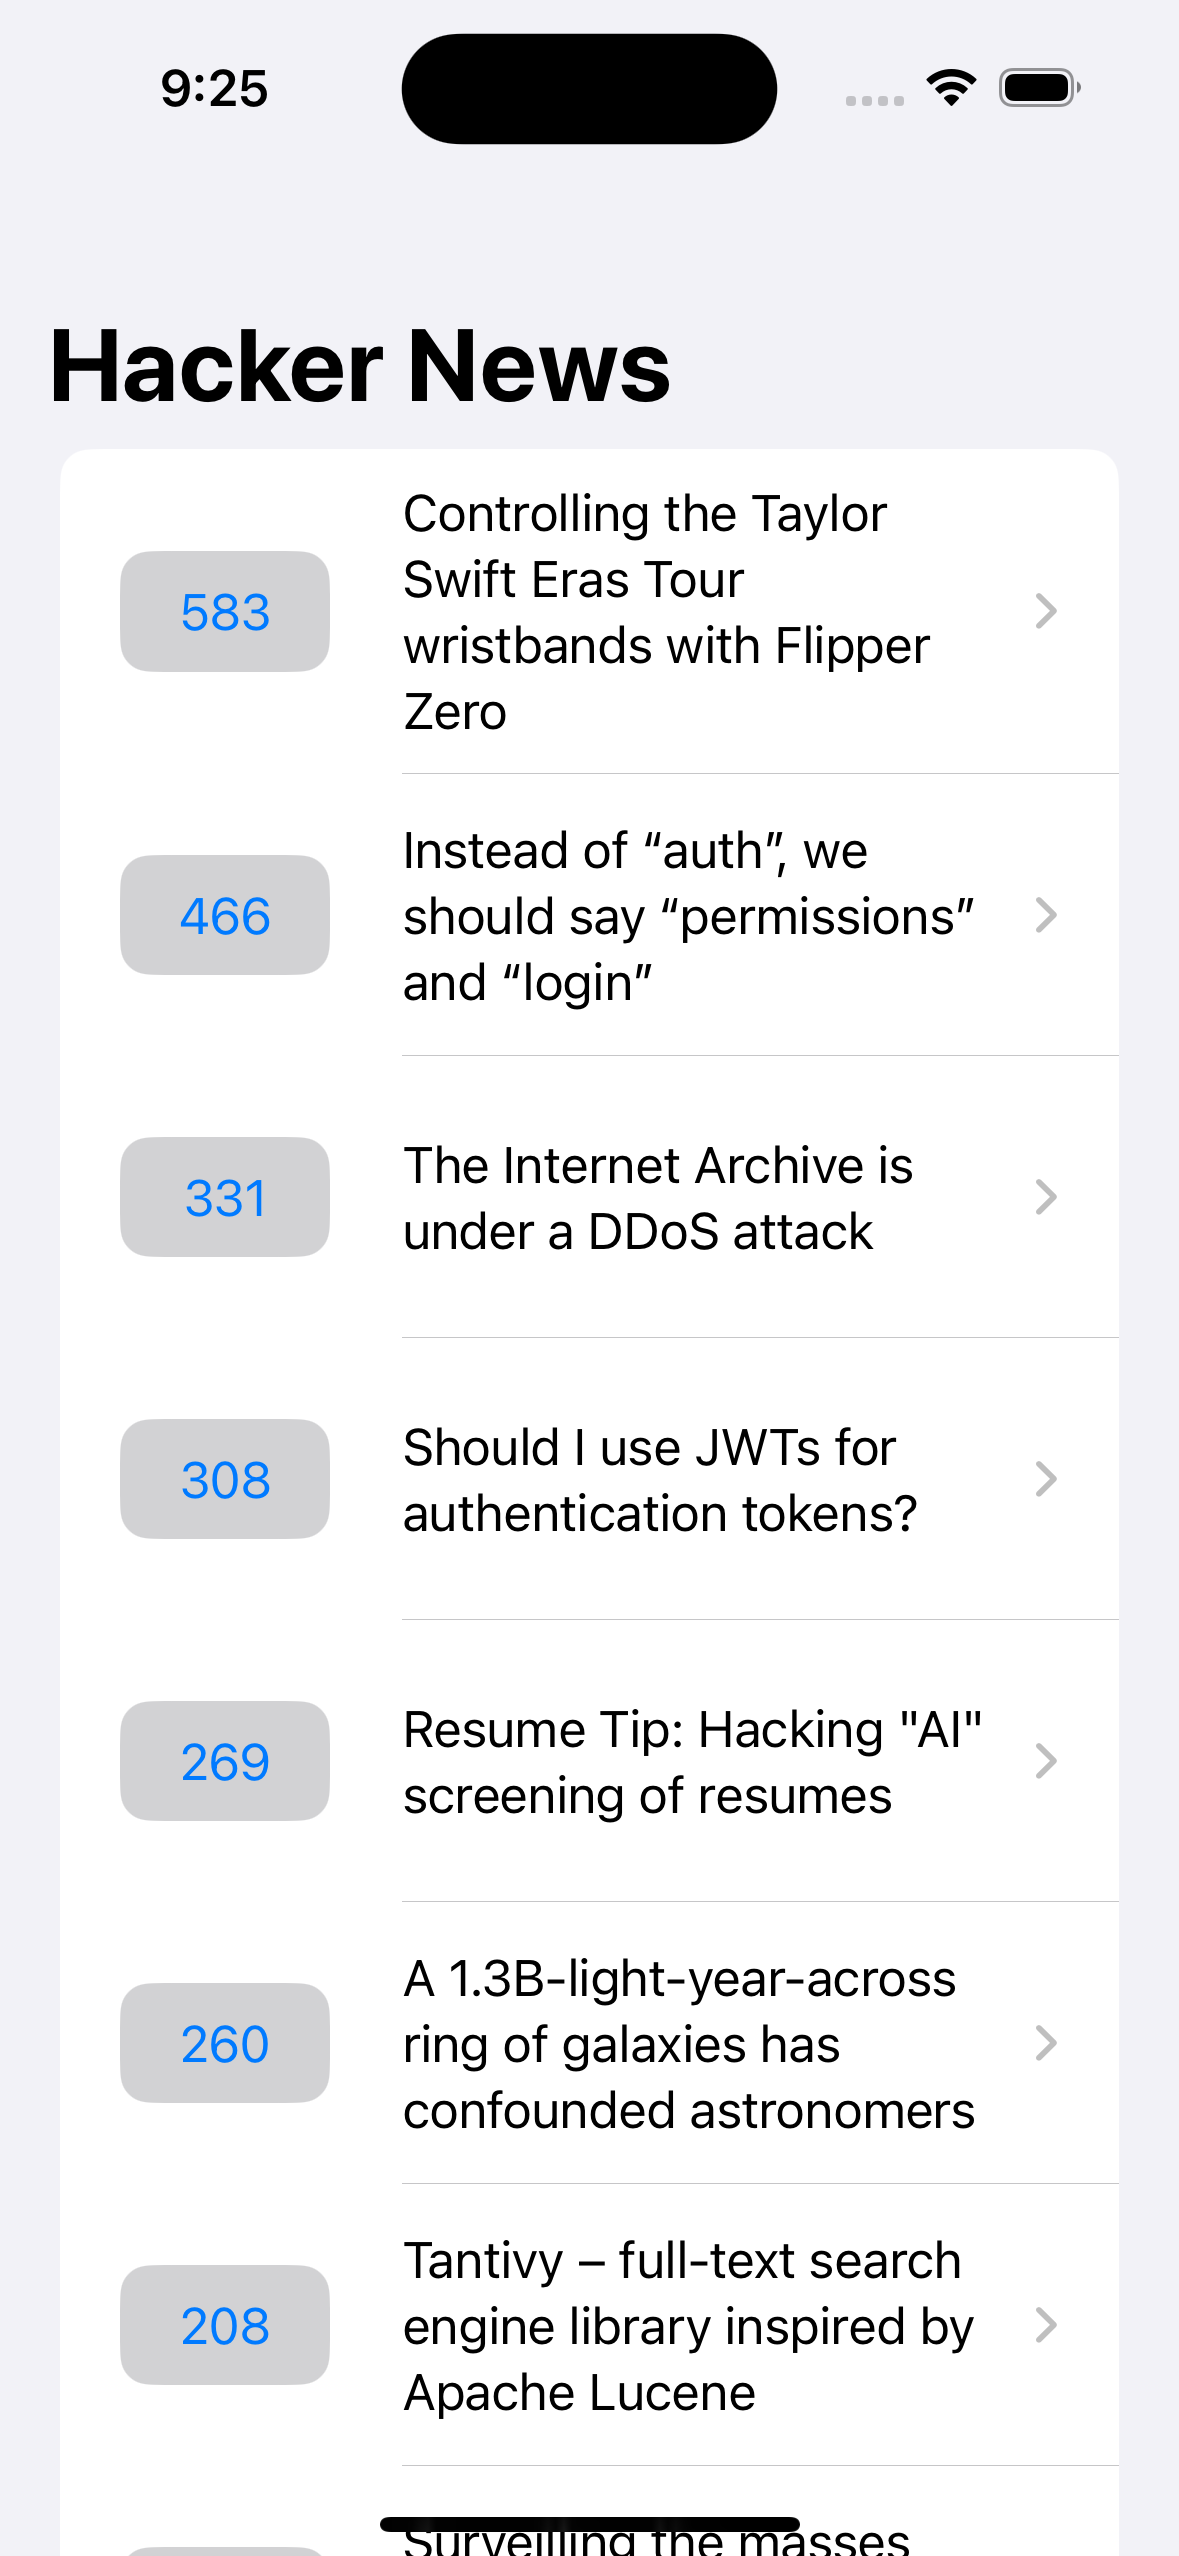 9:25
Hacker News
583
Controlling the Taylor
Swift Eras Tour
wristbands with Flipper
Zero
466
Instead of “auth”, we
should say “permissions”
and “login”
331
The Internet Archive is
under a DDoS attack
308
Should I use JWTs for
authentication tokens?
269
Resume Tip: Hacking "AI"
screening of resumes
260
A 1.3B-light-year-across
ring of galaxies has
confounded astronomers
208
Tantivy – full-text search
engine library inspired by
Apache Lucene
Surveilling the masses